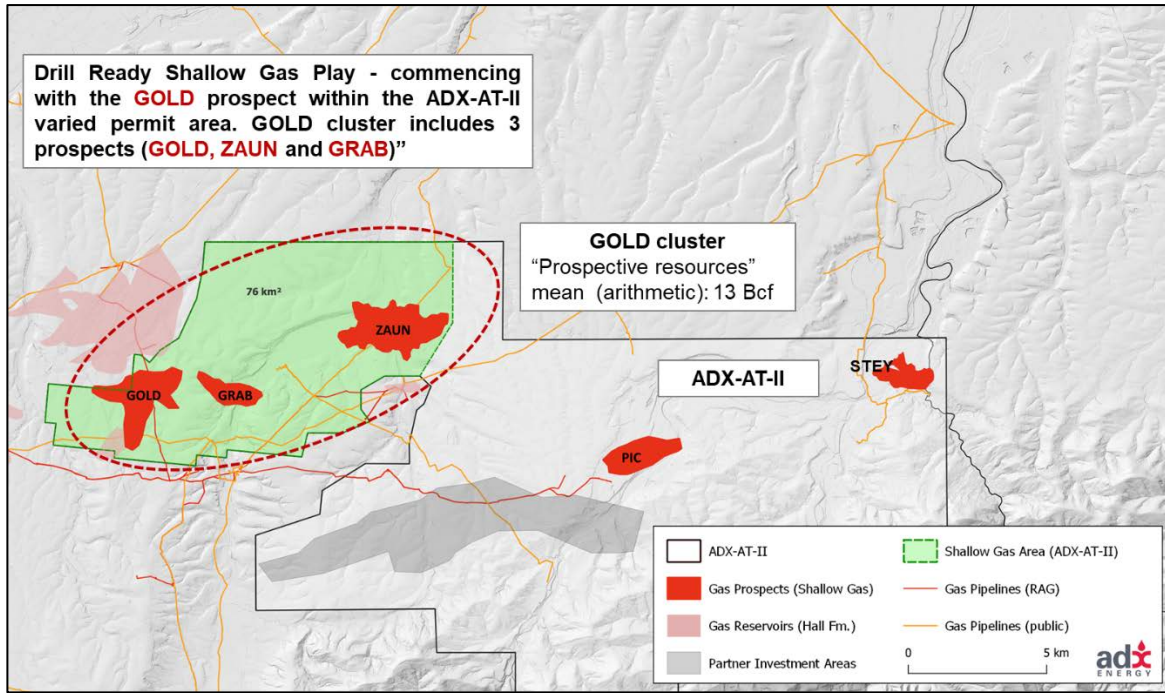 Drill Ready Shallow Gas Play - commencing
with the GOLD prospect within the ADX-AT-II
varied permit area. GOLD cluster includes 3
prospects (GOLD, ZAUN and GRAB)”
GOLD cluster
“Prospective resources”
mean (arithmetic): 13 Bcf
76 km²
ZAUN
GOLD
GRAB
ADX-AT-II
STEY
PIC
ADX-AT-II
Shallow Gas Area (ADX-AT-II)
Gas Prospects (Shallow Gas)
Gas Pipelines (RAG)
Gas Reservoirs (Hall Fm.)
Gas Pipelines (public)
Partner Investment Areas
0 5 km
adx
ENERGY